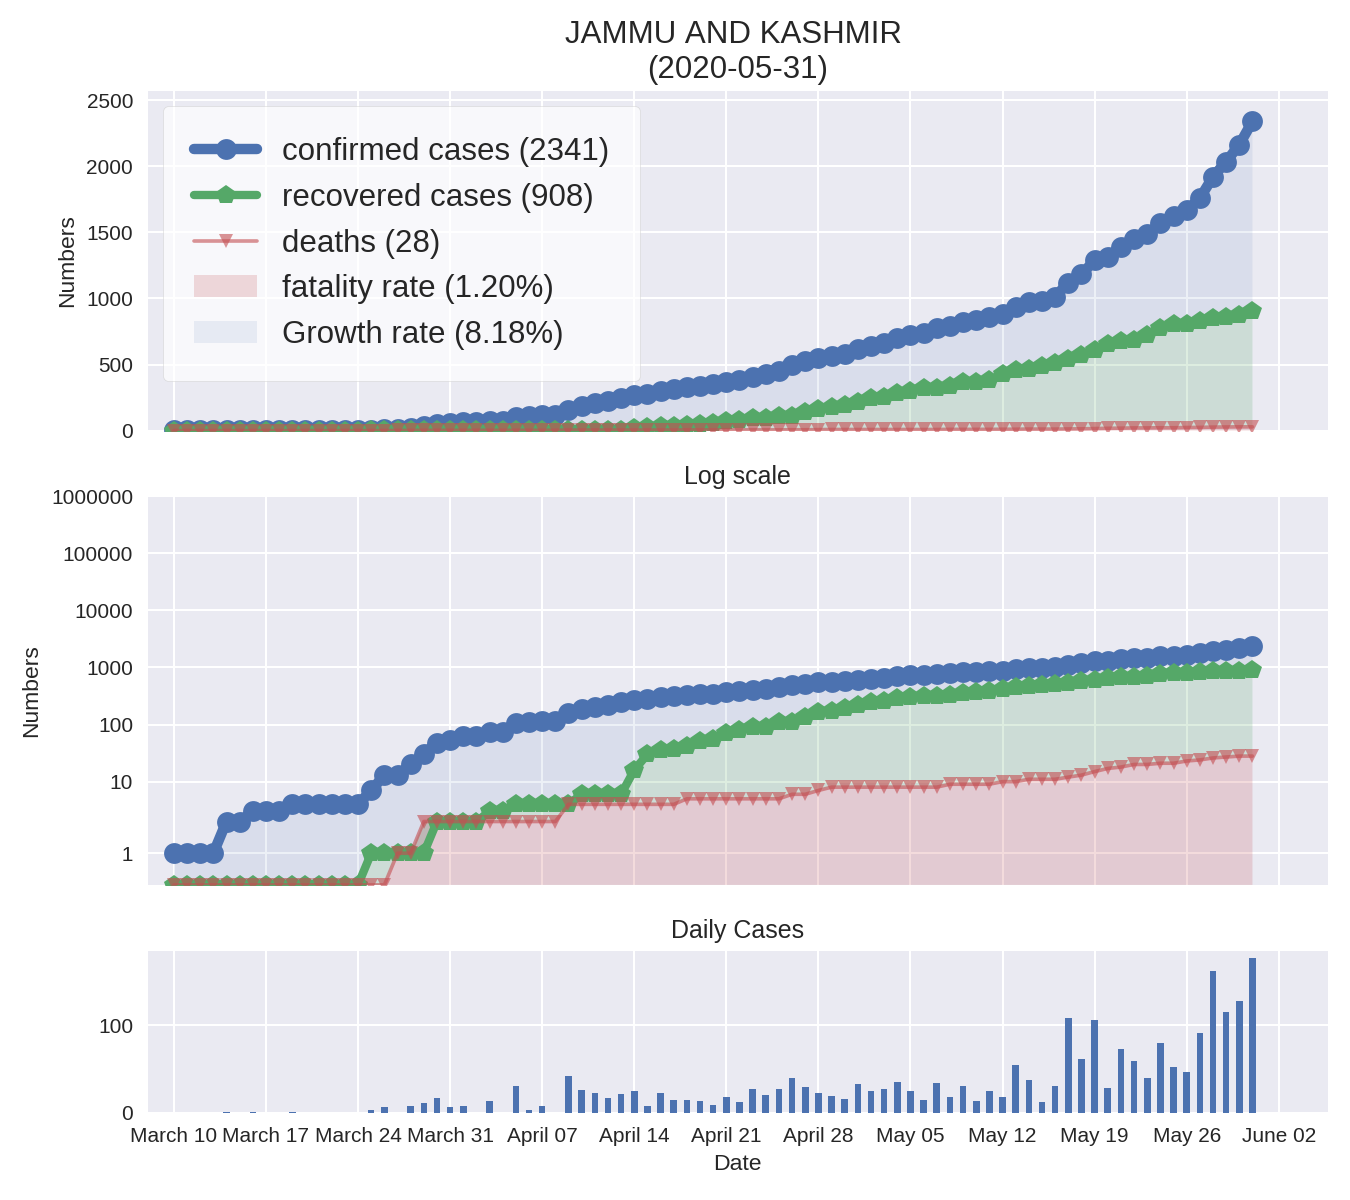 JAMMU AND KASHMIR
(2020-05-31)
2500
2000
1500
1000
500
0
Numbers
confirmed cases (2341)
recovered cases (908)
deaths (28)
fatality rate (1.20%)
Growth rate (8.18%)
Log scale
1000000
100000
10000
1000
100
10
1
Numbers
Daily Cases
100
0
March 10 March 17 March 24 March 31 April 07 April 14 April 21 April 28 May 05 May 12 May 19 May 26 June 02
Date